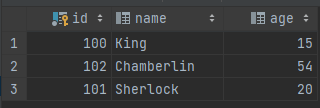 id name age
1 100 King 15
2 102 Chamberlin 54
3 101 Sherlock 20